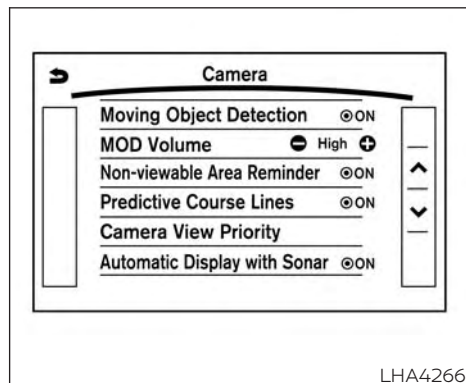 Camera
Moving Object Detection ON
MOD Volume High
Non-viewable Area Reminder ON
Predictive Course Lines ON
Camera View Priority
Automatic Display with Sonar ON
LHA4266